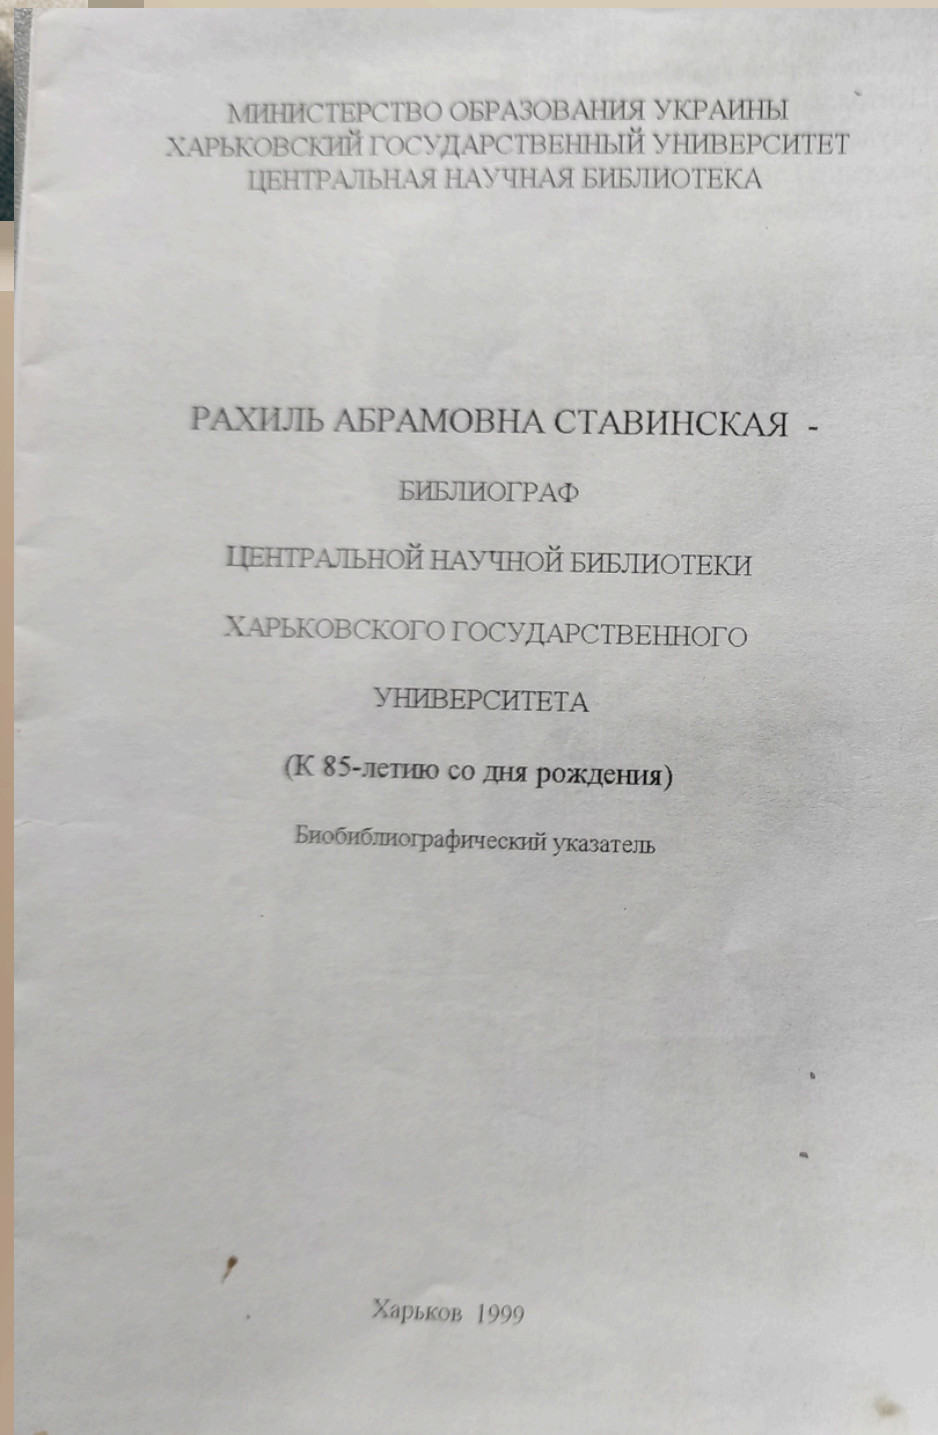 МИНИСТЕРСТВО ОБРАЗОВАНИЯ УКРАИНЫ
ХАРЬКОВСКИЙ ГОСУДАРСТВЕННЫЙ УНИВЕРСИТЕТ
ЦЕНТРАЛЬНАЯ НАУЧНАЯ БИБЛИОТЕКА
РАХИЛЬ АБРАМОВНА СТАВИНСКАЯ -
БИБЛИОГРАФ
ЦЕНТРАЛЬНОЙ НАУЧНОЙ БИБЛИОТЕКИ
ХАРЬКОВСКОГО ГОСУДАРСТВЕННОГО
УНИВЕРСИТЕТА
(К 85-летию со дня рождения)
Биобиблиографический указатель
Харьков 1999